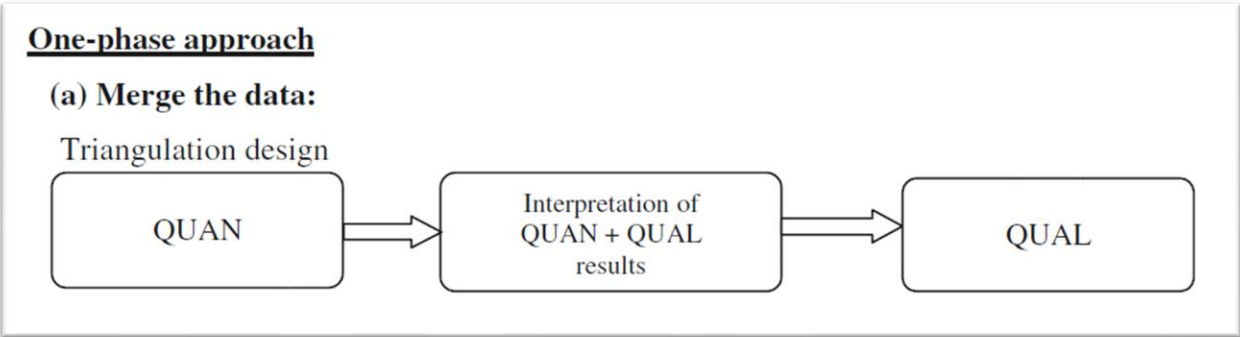 One-phase approach
(a) Merge the data:
Triangulation design
QUAN
Interpretation of
QUAN + QUAL
results
QUAL